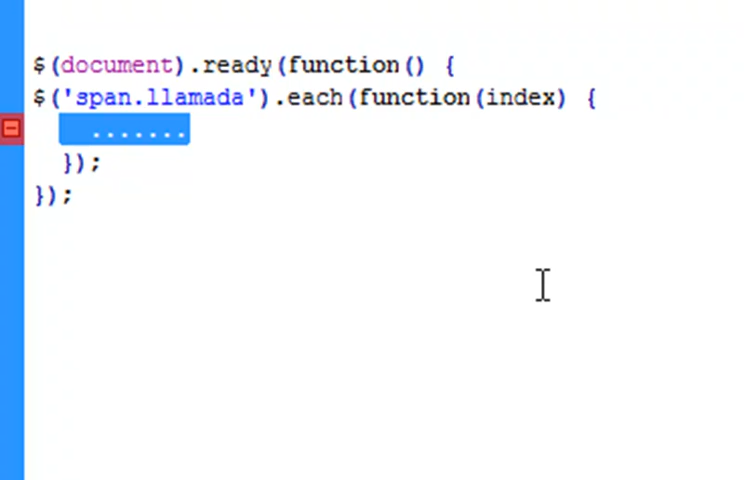 $(document).ready(function() {
$('span.llamada').each(function(index) {
.......
});
});